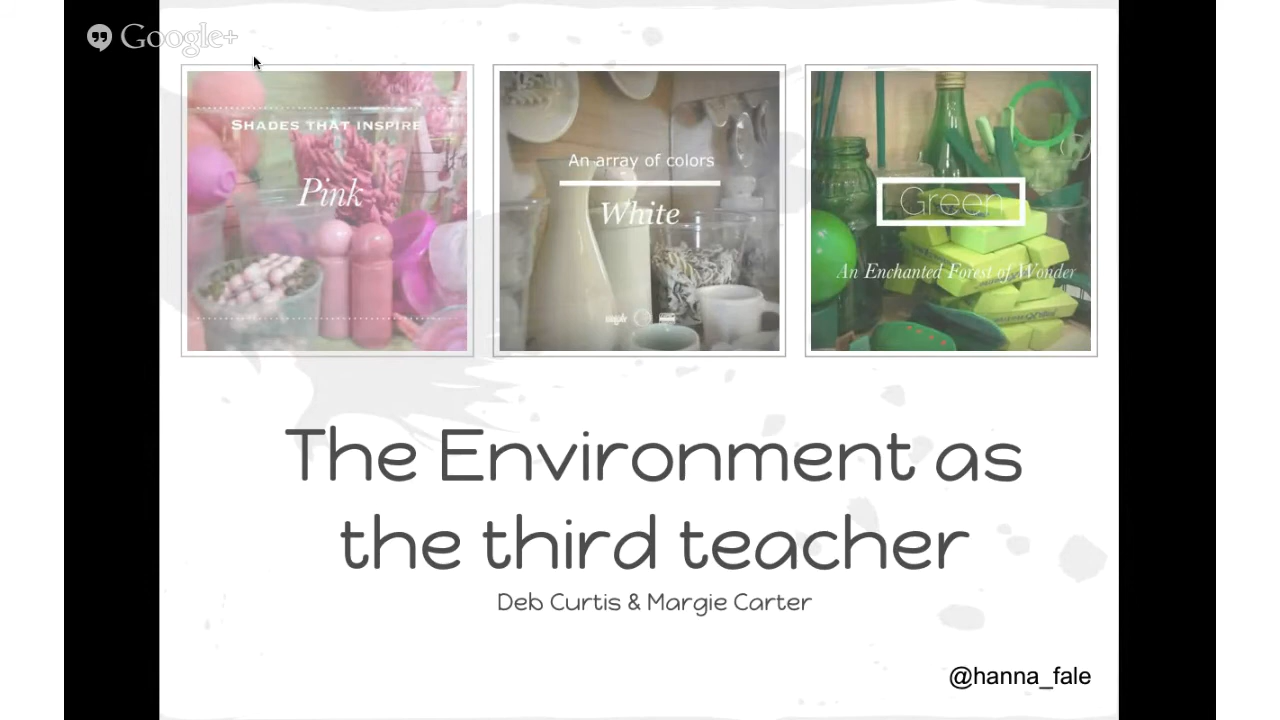 Google+
SHADES THAT INSPIRE
Pink
An array of colors
White
Green
An Enchanted Forest of Wonder
The Environment as
the third teacher
Deb Curtis & Margie Carter
@hanna_fale